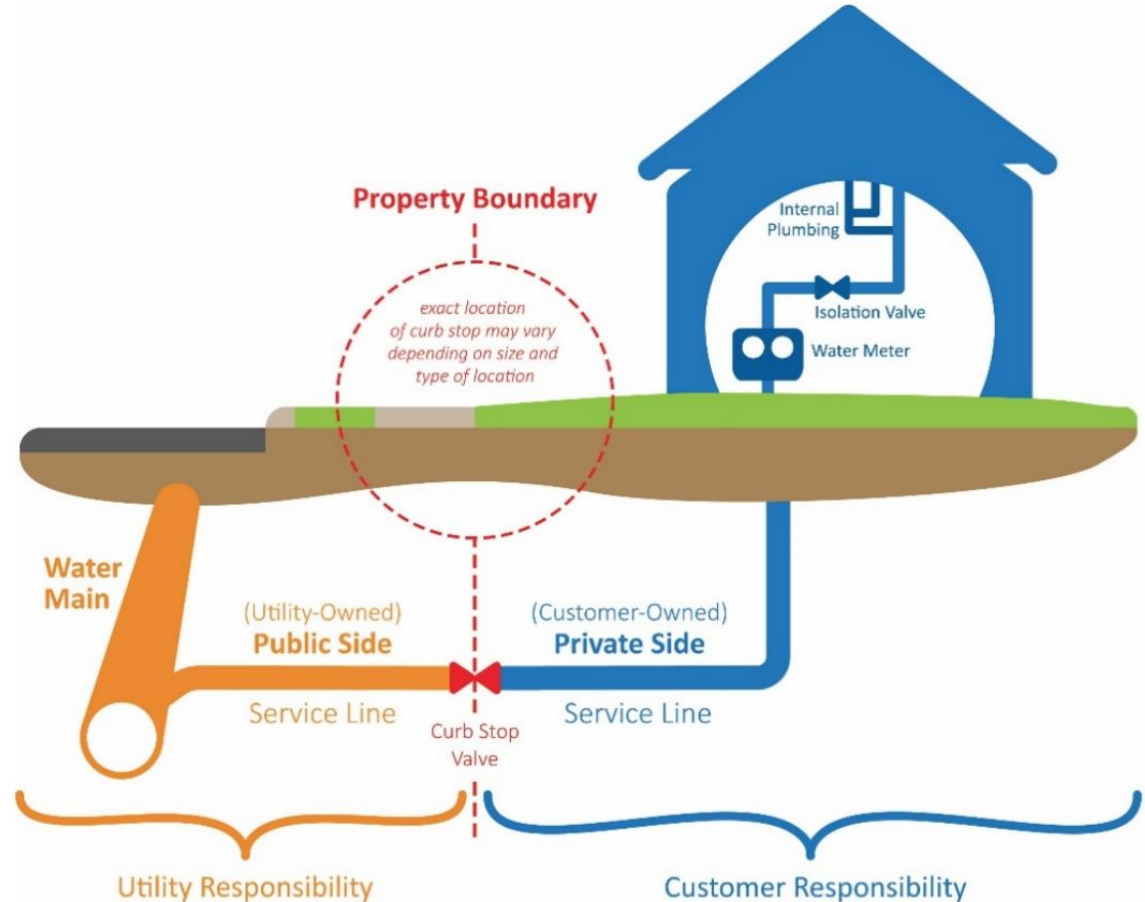 Property Boundary
exact location
of curb stop may vary
depending on size and
type of location
Internal
Plumbing
Isolation Valve
Water Meter
Water
Main
(Utility-Owned)
Public Side
Service Line
(Customer-Owned)
Private Side
Service Line
Curb Stop
Valve
Utility Responsibility
Customer Responsibility